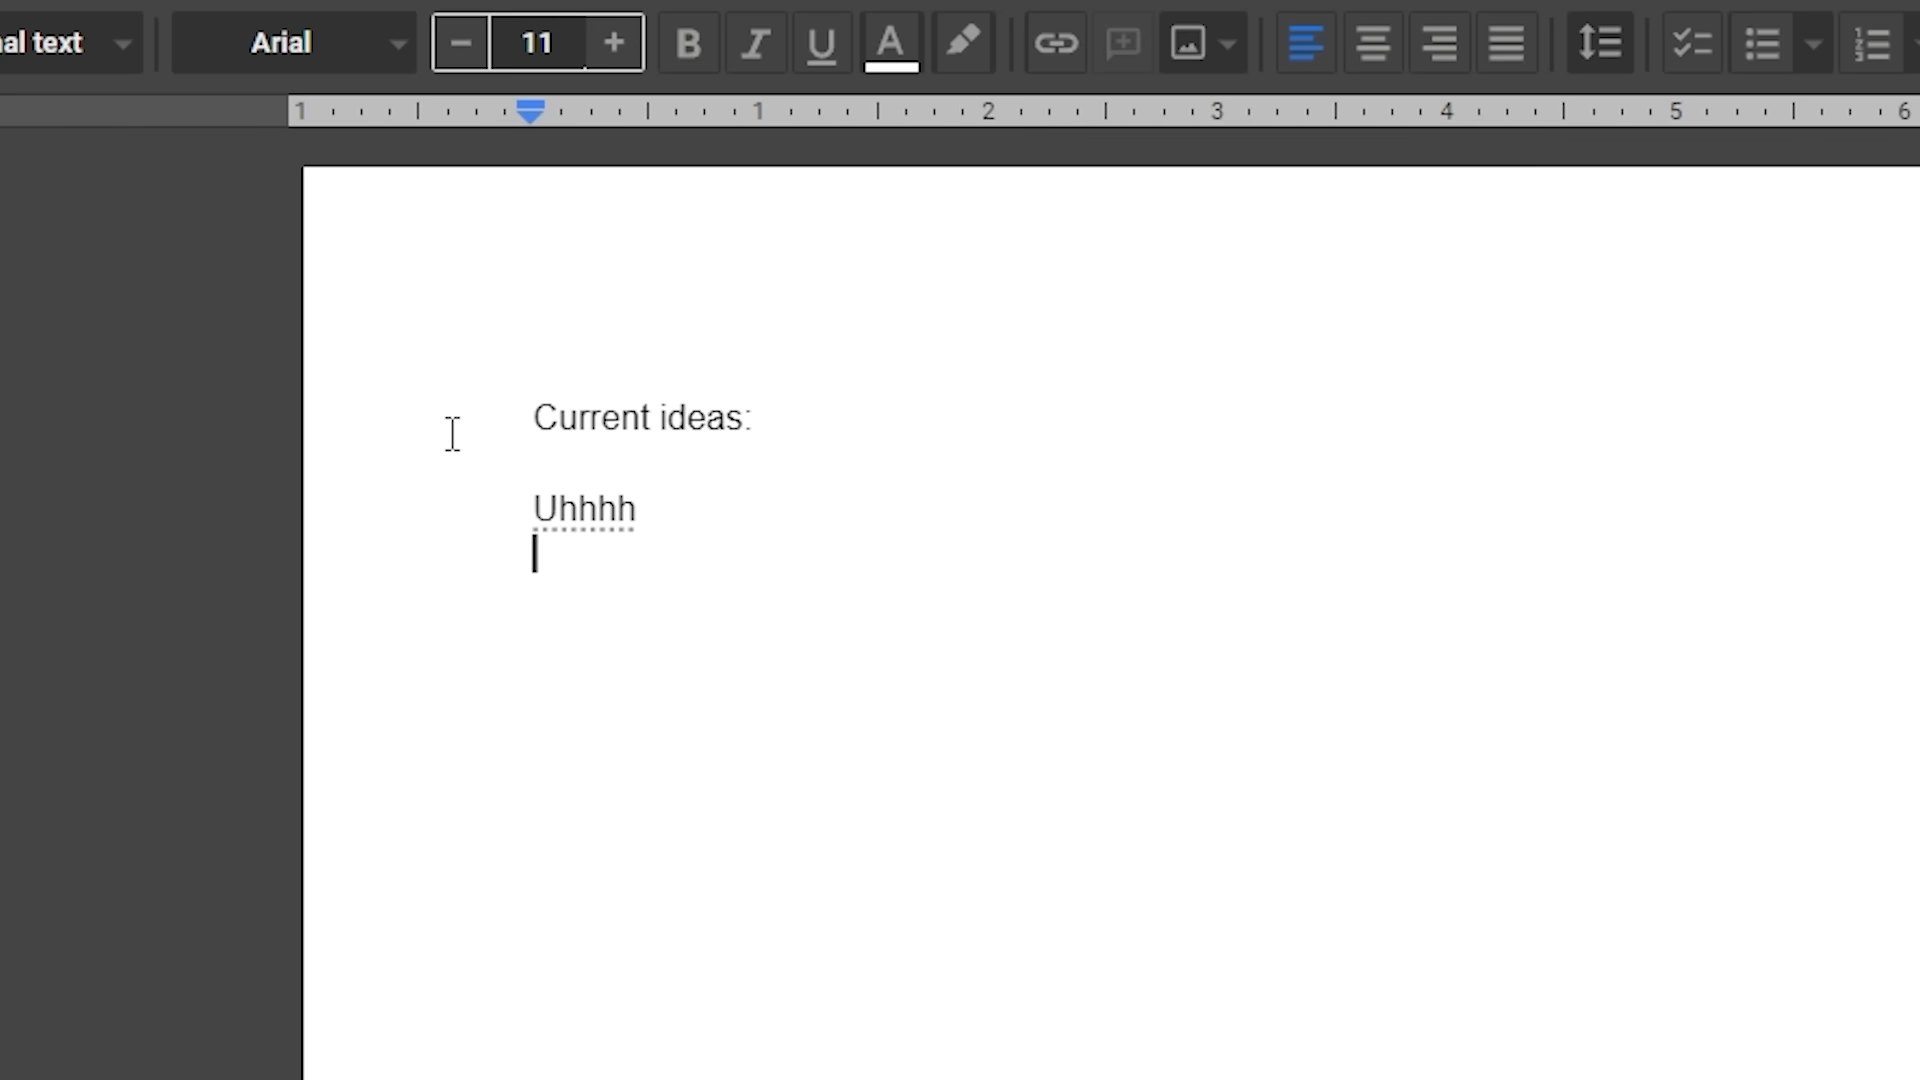 al text Arial - 11 + B I U A
1 1 2 3 4 5 6
Current ideas:
Uhhhh